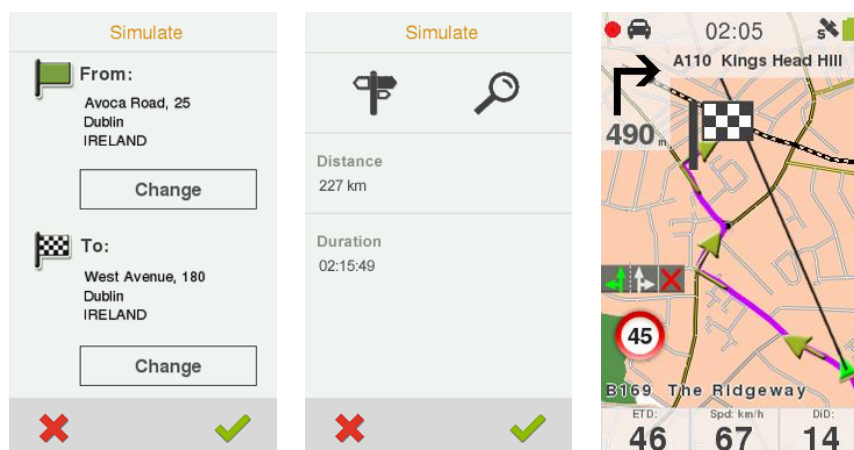 Simulate
From:
Avoca Road, 25
Dublin
IRELAND
Change
To:
West Avenue, 180
Dublin
IRELAND
Change
Simulate
Distance
227 km
Duration
02:15:49
02:05
S
A110 Kings Head Hill
490 m
45
B169 The Ridgeway
ETD: Spd: km/h DiD:
46 67 14